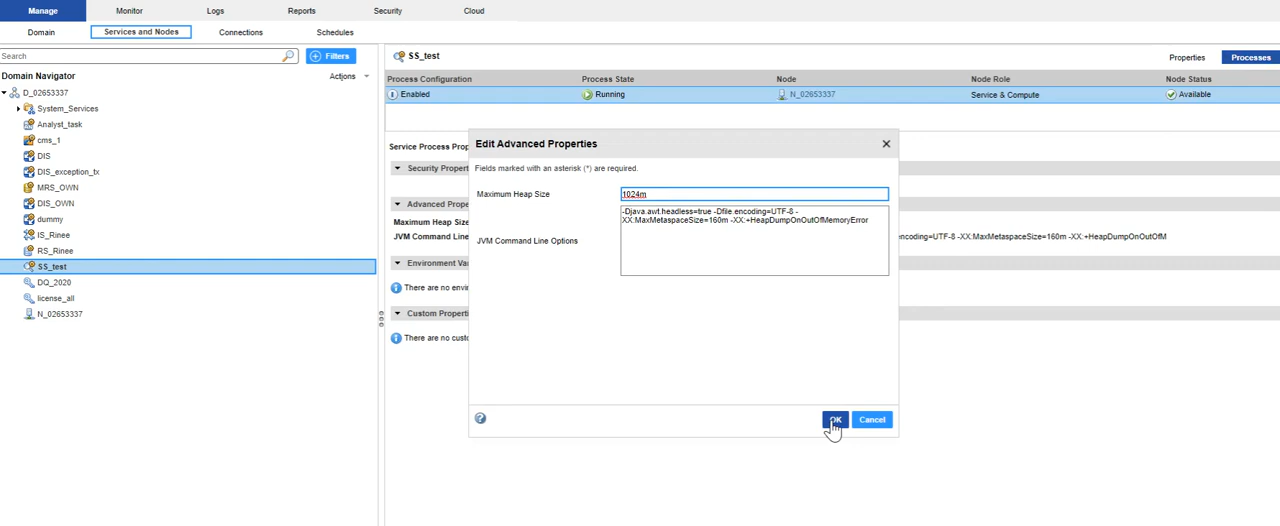 Manage Monitor Logs Reports Security Cloud
Domain Services and Nodes Connections Schedules
Search Filters
Domain Navigator Actions
D_02653337
System_Services
Analyst_task
cms_1
DIS
DIS_exception_tx
MRS_OWN
DIS_OWN
dummy
IS_Rinee
RS_Rinee
SS_test
DQ_2020
license_all
N_02653337
SS_test Properties Processes
Process Configuration Process State Node Node Role Node Status
Enabled Running N_02653337 Service & Compute Available
Service Process Prop
Security Propert
Advanced Prope
Maximum Heap Size
JVM Command Line encoding=UTF-8 -XX:MaxMetaspaceSize=160m -XX:+HeapDumpOnOutOfM
Environment Va
There are no envir
Custom Properti
There are no custo
Edit Advanced Properties
Fields marked with an asterisk (*) are required.
Maximum Heap Size 1024m
JVM Command Line Options
-Djava.awt.headless=true -Dfile.encoding=UTF-8 -
XX:MaxMetaspaceSize=160m -XX:+HeapDumpOnOutOfMemoryError
OK Cancel